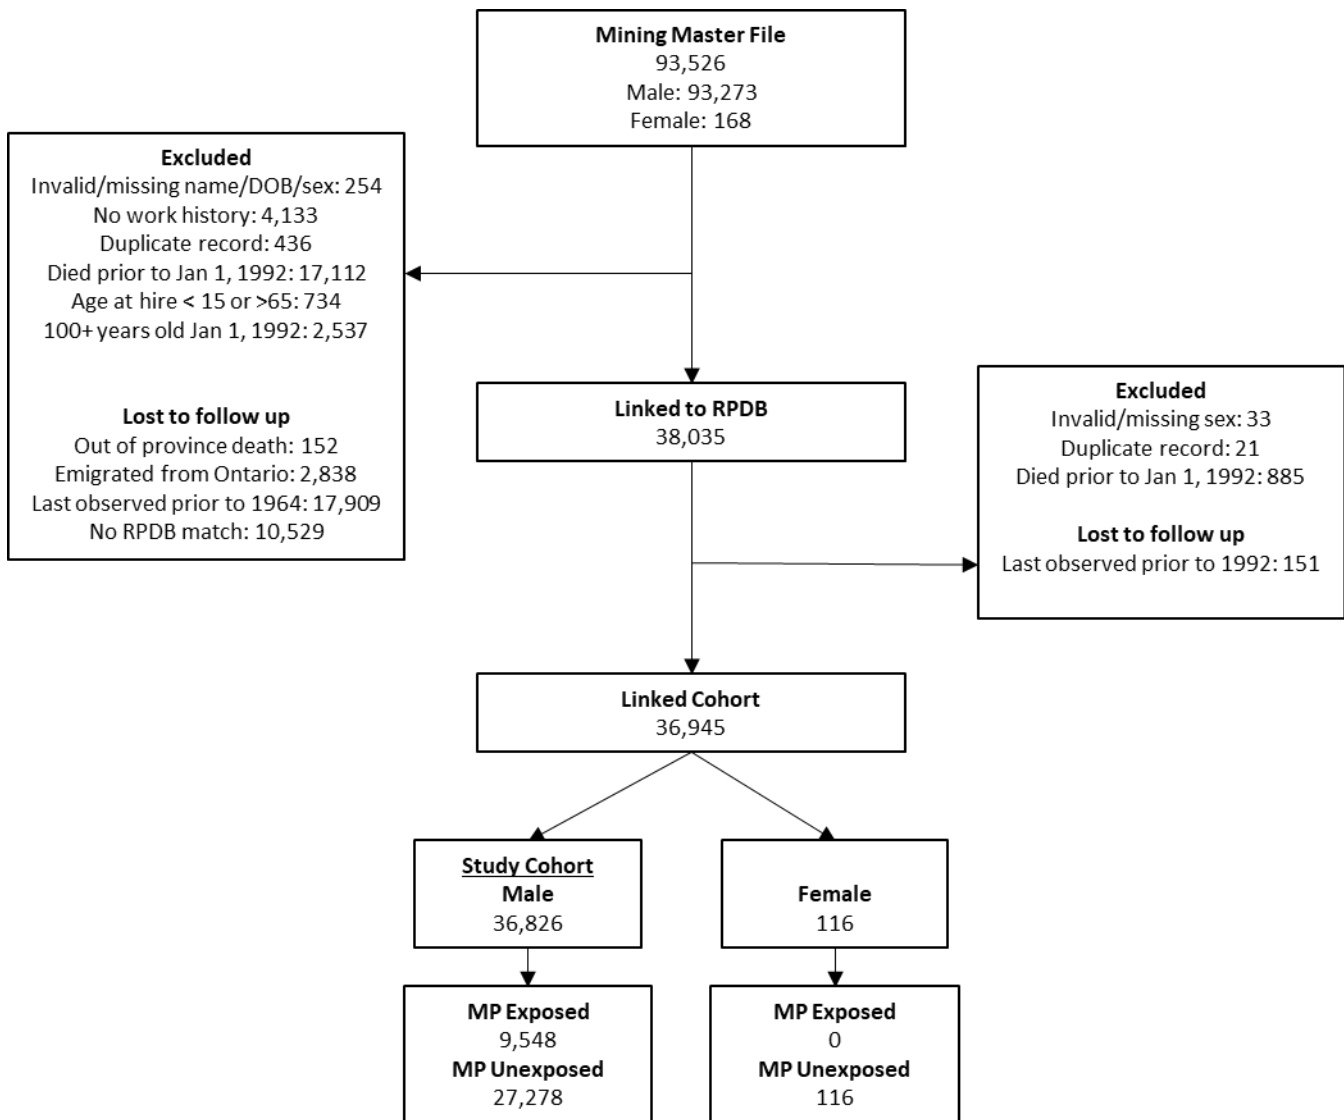 Mining Master File
93,526
Male: 93,273
Female: 168
Excluded
Invalid/missing name/DOB/sex: 254
No work history: 4,133
Duplicate record: 436
Died prior to Jan 1, 1992: 17,112
Age at hire < 15 or >65: 734
100+ years old Jan 1, 1992: 2,537
Lost to follow up
Out of province death: 152
Emigrated from Ontario: 2,838
Last observed prior to 1964: 17,909
No RPDB match: 10,529
Linked to RPDB
38,035
Excluded
Invalid/missing sex: 33
Duplicate record: 21
Died prior to Jan 1, 1992: 885
Lost to follow up
Last observed prior to 1992: 151
Linked Cohort
36,945
Study Cohort
Male
36,826
Female
116
MP Exposed
9,548
MP Unexposed
27,278
MP Exposed
0
MP Unexposed
116